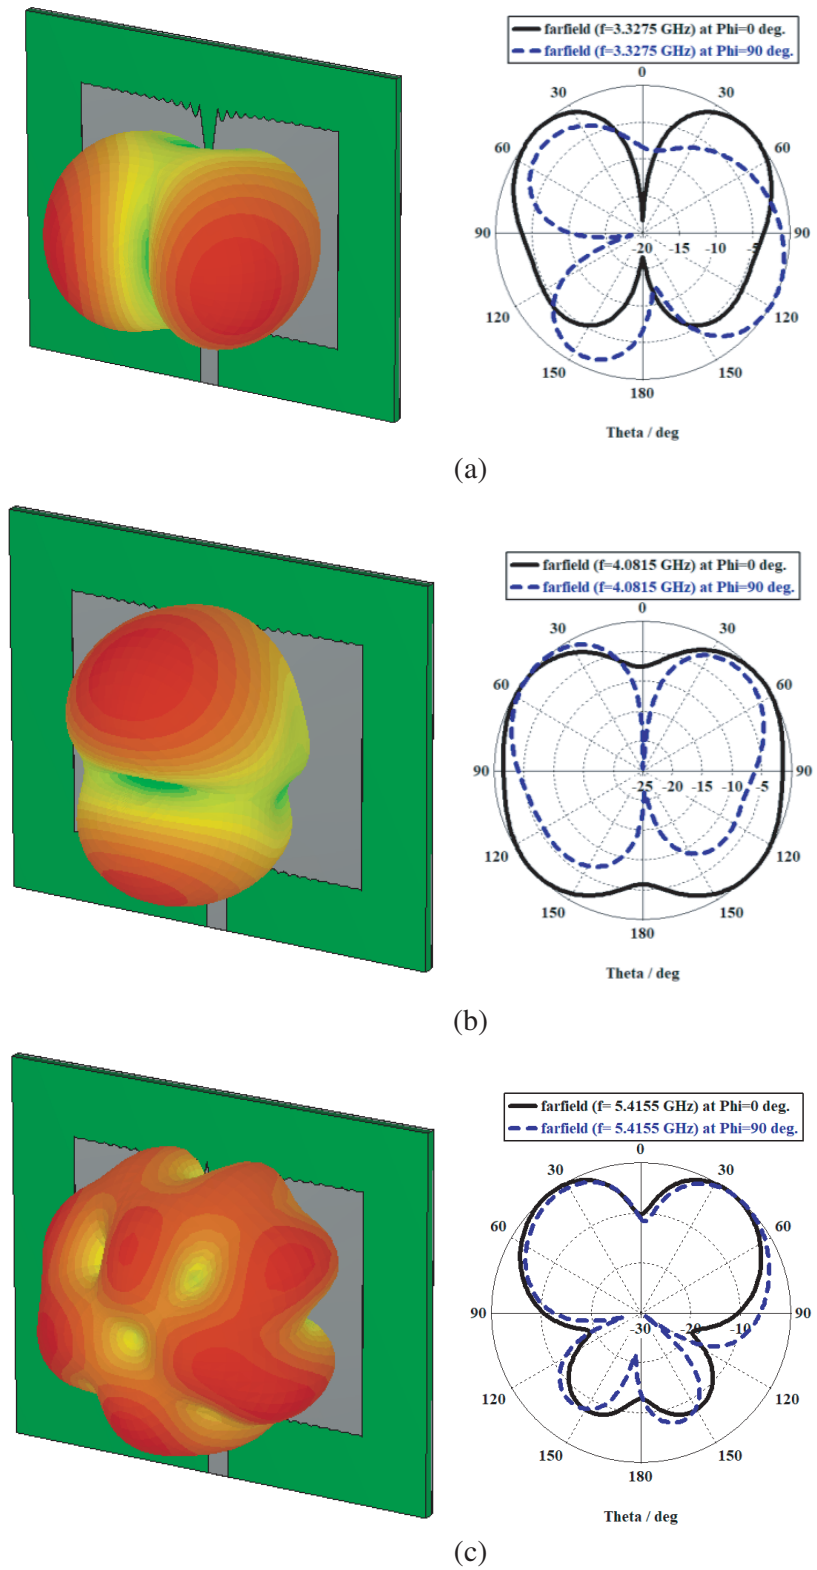 farfield (f=3.3275 GHz) at Phi=0 deg.
farfield (f=3.3275 GHz) at Phi=90 deg.
0
30 30
60 60
90 -20 -15 -10 -5 90
120 120
150 150
180
Theta / deg
(a)
farfield (f=4.0815 GHz) at Phi=0 deg.
farfield (f=4.0815 GHz) at Phi=90 deg.
0
30 30
60 60
90 90
-25 -20 -15 -10 -5
120 120
150 150
180
Theta / deg
(b)
farfield (f= 5.4155 GHz) at Phi=0 deg.
farfield (f= 5.4155 GHz) at Phi=90 deg.
0
30 30
60 60
90 90
-30 -20 -10
120 120
150 150
180
Theta / deg
(c)